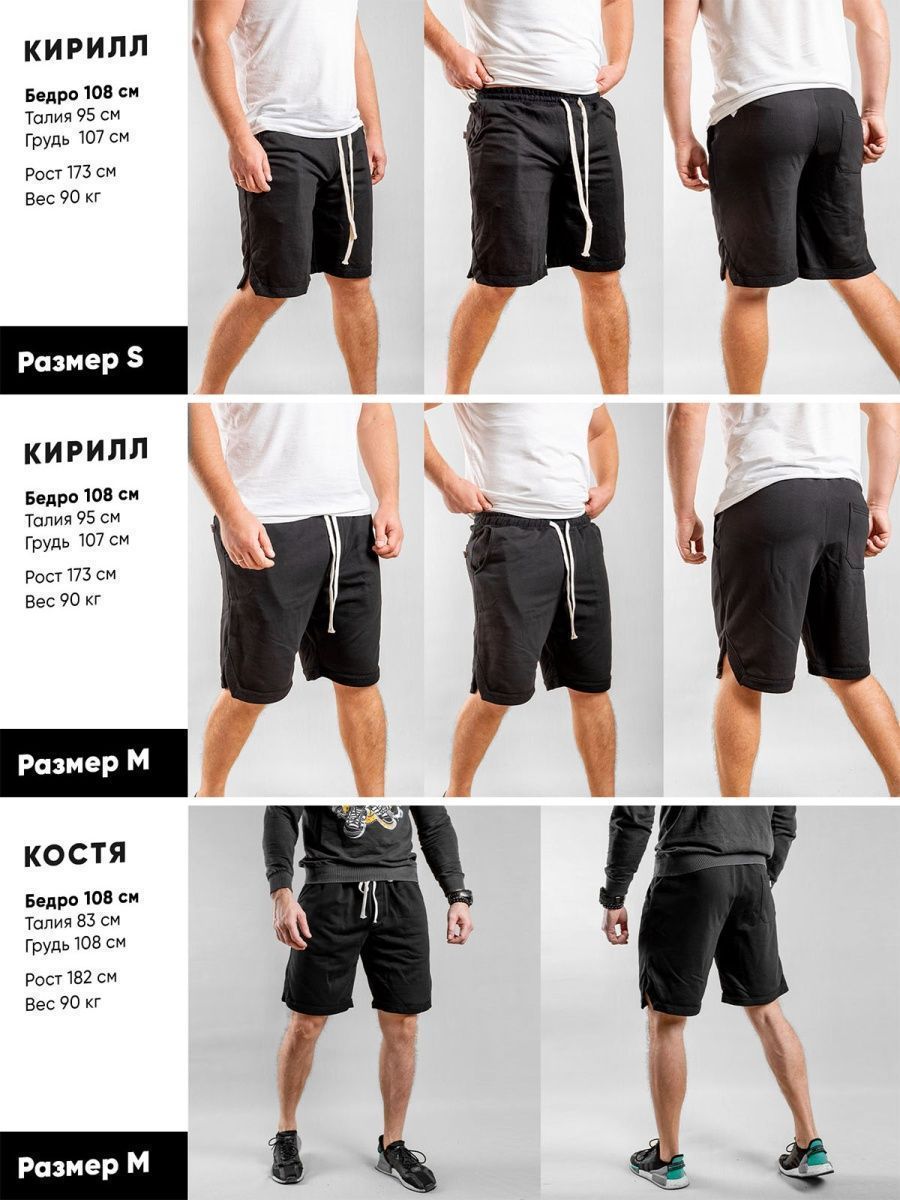 КИРИЛЛ
Бедро 108 см
Талия 95 см
Грудь 107 см
Рост 173 см
Вес 90 кг
Размер S
КИРИЛЛ
Бедро 108 см
Талия 95 см
Грудь 107 см
Рост 173 см
Вес 90 кг
Размер M
КОСТЯ
Бедро 108 см
Талия 83 см
Грудь 108 см
Рост 182 см
Вес 90 кг
Размер M